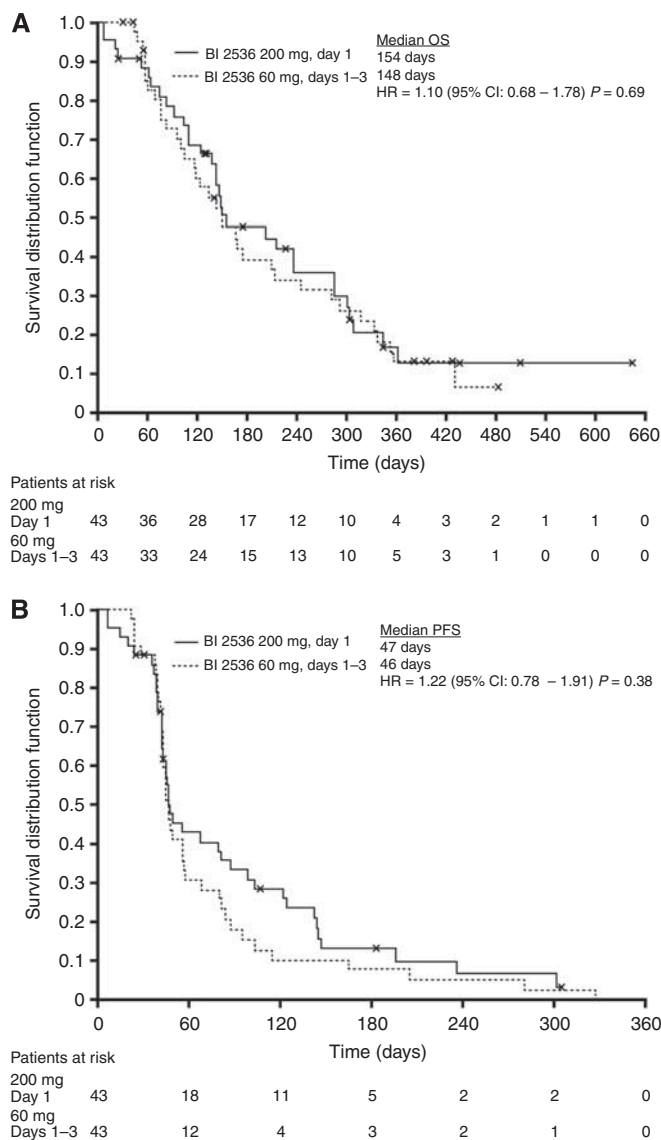 A
Survival distribution function
1.0
0.9
0.8
0.7
0.6
0.5
0.4
0.3
0.2
0.1
0
BI 2536 200 mg, day 1
BI 2536 60 mg, days 1–3
Median OS
154 days
148 days
HR = 1.10 (95% CI: 0.68 – 1.78) P = 0.69
0 60 120 180 240 300 360 420 480 540 600 660
Time (days)
Patients at risk
200 mg
Day 1 43 36 28 17 12 10 4 3 2 1 1 0
60 mg
Days 1–3 43 33 24 15 13 10 5 3 1 0 0 0
B
Survival distribution function
1.0
0.9
0.8
0.7
0.6
0.5
0.4
0.3
0.2
0.1
0
BI 2536 200 mg, day 1
BI 2536 60 mg, days 1–3
Median PFS
47 days
46 days
HR = 1.22 (95% CI: 0.78 – 1.91) P = 0.38
0 60 120 180 240 300 360
Time (days)
Patients at risk
200 mg
Day 1 43 18 11 5 2 2 0
60 mg
Days 1–3 43 12 4 3 2 1 0